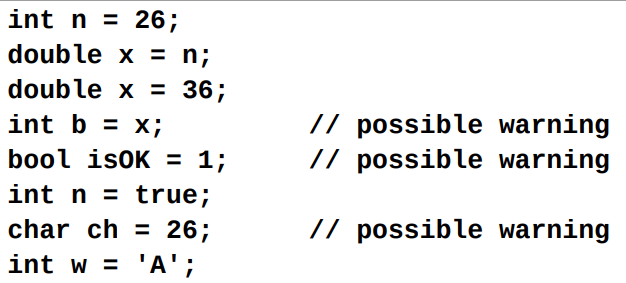 int n = 26;
double x = n;
double x = 36;
int b = x;          // possible warning
bool isOK = 1;      // possible warning
int n = true;
char ch = 26;       // possible warning
int w = 'A';